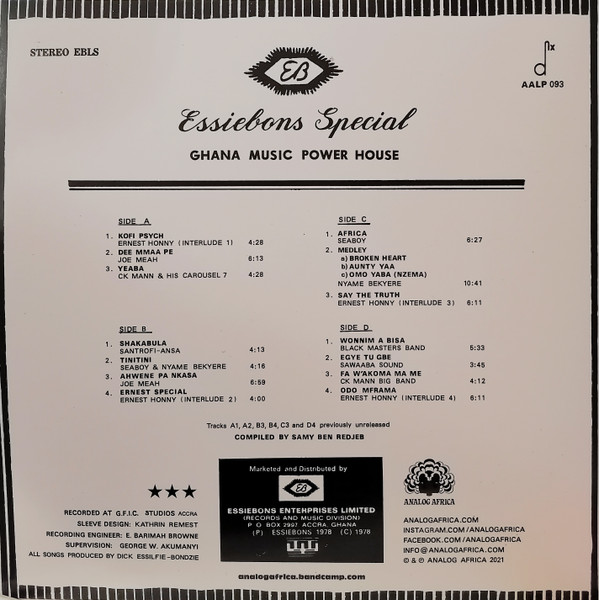 STEREO EBLS
EB
nx
AALP 093
Essiebons Special
GHANA MUSIC POWER HOUSE
SIDE A
1. KOFI PSYCH
ERNEST HONNY (INTERLUDE 1) 4:28
2. DEE MMAA PE
JOE MEAH 6:13
3. YEABA
CK MANN & HIS CAROUSEL 7 4:28
SIDE B
1. SHAKABULA
SANTROFI-ANSA 4:13
2. TINITINI
SEABOY & NYAME BEKYERE 4:16
3. AHWENE PA NKASA
JOE MEAH 6:59
4. ERNEST SPECIAL
ERNEST HONNY (INTERLUDE 2) 4:00
SIDE C
1. AFRICA
SEABOY 6:27
2. MEDLEY
a) BROKEN HEART
b) AUNTY YAA
c) OMO YABA (NZEMA)
NYAME BEKYERE 10:41
3. SAY THE TRUTH
ERNEST HONNY (INTERLUDE 3) 6:11
SIDE D
1. WONNIM A BISA
BLACK MASTERS BAND 5:33
2. EGYE TU GBE
SAWAABA SOUND 3:45
3. FA W'AKOMA MA ME
CK MANN BIG BAND 4:12
4. ODO MFRAMA
ERNEST HONNY (INTERLUDE 4) 6:11
Tracks A1, A2, B3, B4, C3 and D4 previously unreleased
COMPILED BY SAMY BEN REDJEB
RECORDED AT G.F.I.C. STUDIOS ACCRA
SLEEVE DESIGN: KATHRIN REMEST
RECORDING ENGINEER: E. BARIMAH BROWNE
SUPERVISION: GEORGE W. AKUMANYI
ALL SONGS PRODUCED BY DICK ESSILFIE-BONDZIE
Marketed and Distributed by
EB
ESSIEBONS ENTERPRISES LIMITED
(RECORDS AND MUSIC DIVISION)
P O BOX 2997 ACCRA, GHANA
(P) ESSIEBONS 1978 (C) 1978
ANALOG AFRICA
ANALOGAFRICA.COM
INSTAGRAM.COM/ANALOGAFRICA
FACEBOOK.COM/ANALOGAFRICA
INFO@ANALOGAFRICA.COM
© & ℗ ANALOG AFRICA 2021
analogafrica.bandcamp.com